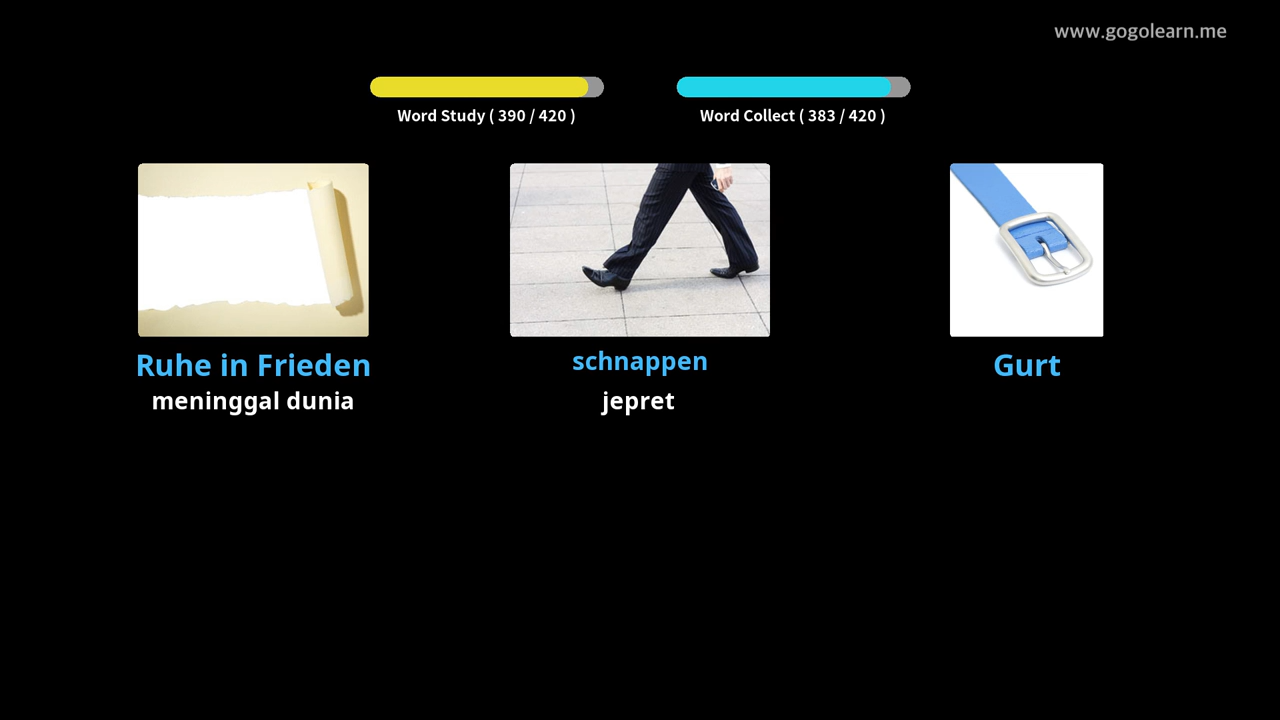 www.gogolearn.me
Word Study ( 390 / 420 )
Word Collect ( 383 / 420 )
Ruhe in Frieden
meninggal dunia
schnappen
jepret
Gurt